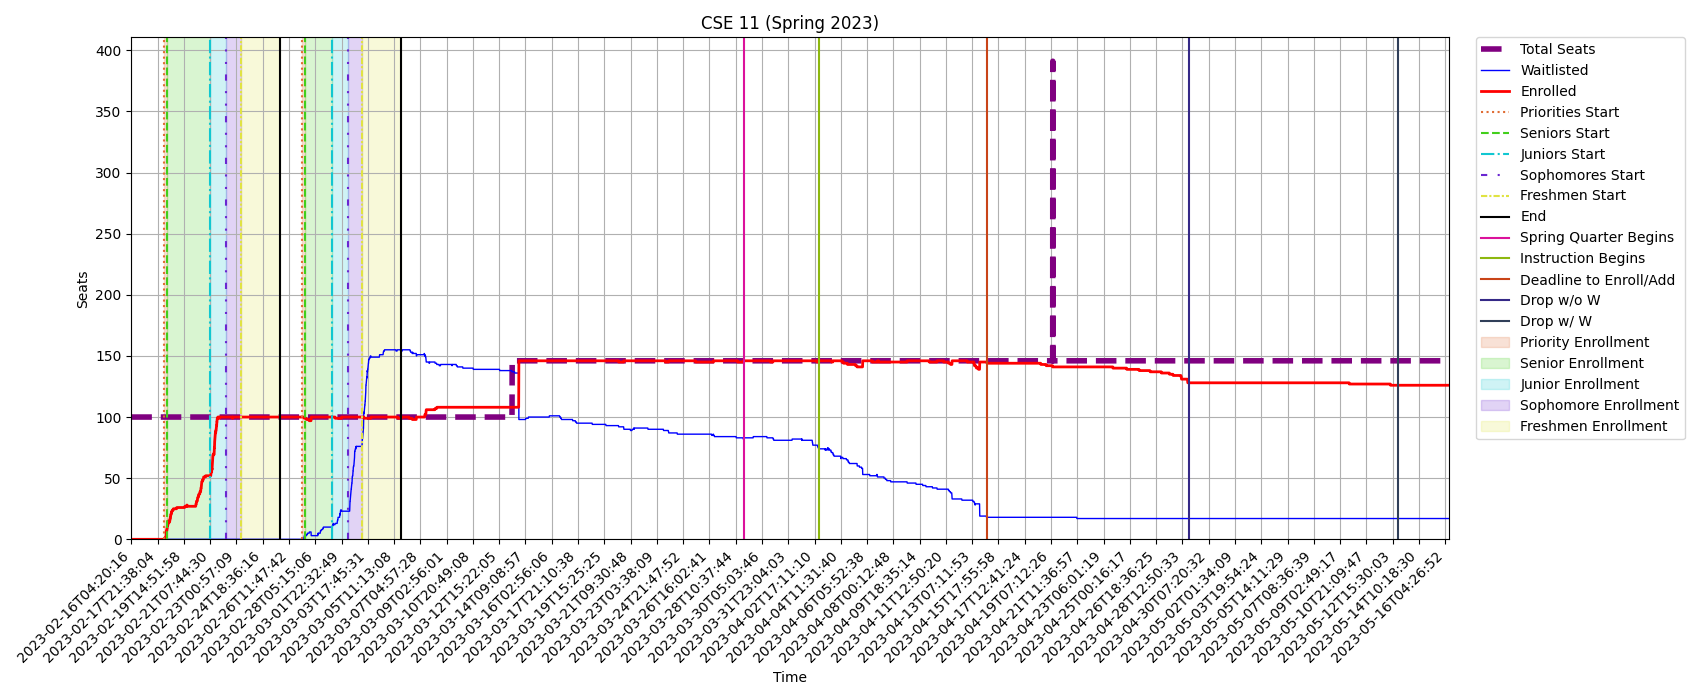 CSE 11 (Spring 2023)
400
350
300
250
200
150
100
50
0
Seats
2023-02-16T04:20:16
2023-02-17T21:38:04
2023-02-19T14:51:58
2023-02-21T07:44:30
2023-02-23T00:57:09
2023-02-24T18:36:16
2023-02-26T11:47:42
2023-02-28T05:15:06
2023-03-01T22:32:49
2023-03-03T17:45:31
2023-03-05T11:13:08
2023-03-07T04:57:28
2023-03-09T02:56:01
2023-03-10T20:49:08
2023-03-12T15:22:05
2023-03-14T09:08:57
2023-03-16T02:56:06
2023-03-17T21:10:38
2023-03-19T15:25:25
2023-03-21T09:30:48
2023-03-23T03:38:09
2023-03-24T21:47:52
2023-03-26T16:02:41
2023-03-28T10:37:44
2023-03-30T05:03:46
2023-03-31T23:04:03
2023-04-02T17:11:10
2023-04-04T11:31:40
2023-04-06T05:52:38
2023-04-08T00:12:48
2023-04-09T18:35:14
2023-04-11T12:50:20
2023-04-13T07:11:53
2023-04-15T17:55:58
2023-04-17T12:41:24
2023-04-19T07:12:26
2023-04-21T11:36:57
2023-04-23T06:01:19
2023-04-25T00:16:17
2023-04-26T18:36:25
2023-04-28T12:50:33
2023-04-30T07:20:32
2023-05-02T01:34:09
2023-05-03T19:54:24
2023-05-05T14:11:29
2023-05-07T08:36:39
2023-05-09T02:49:17
2023-05-10T21:09:47
2023-05-12T15:30:03
2023-05-14T10:18:30
2023-05-16T04:26:52
Time
Total Seats
Waitlisted
Enrolled
Priorities Start
Seniors Start
Juniors Start
Sophomores Start
Freshmen Start
End
Spring Quarter Begins
Instruction Begins
Deadline to Enroll/Add
Drop w/o W
Drop w/ W
Priority Enrollment
Senior Enrollment
Junior Enrollment
Sophomore Enrollment
Freshmen Enrollment